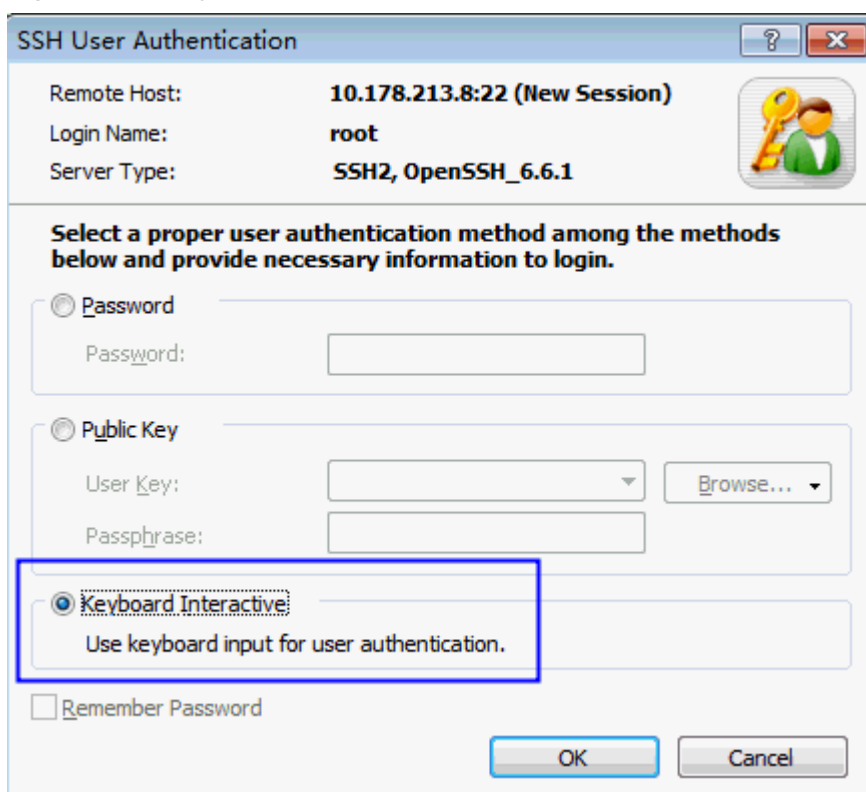 SSH User Authentication
Remote Host: 10.178.213.8:22 (New Session)
Login Name: root
Server Type: SSH2, OpenSSH_6.6.1
Select a proper user authentication method among the methods
below and provide necessary information to login.
Password
Password:
Public Key
User Key: Browse...
Passphrase:
Keyboard Interactive
Use keyboard input for user authentication.
Remember Password
OK Cancel